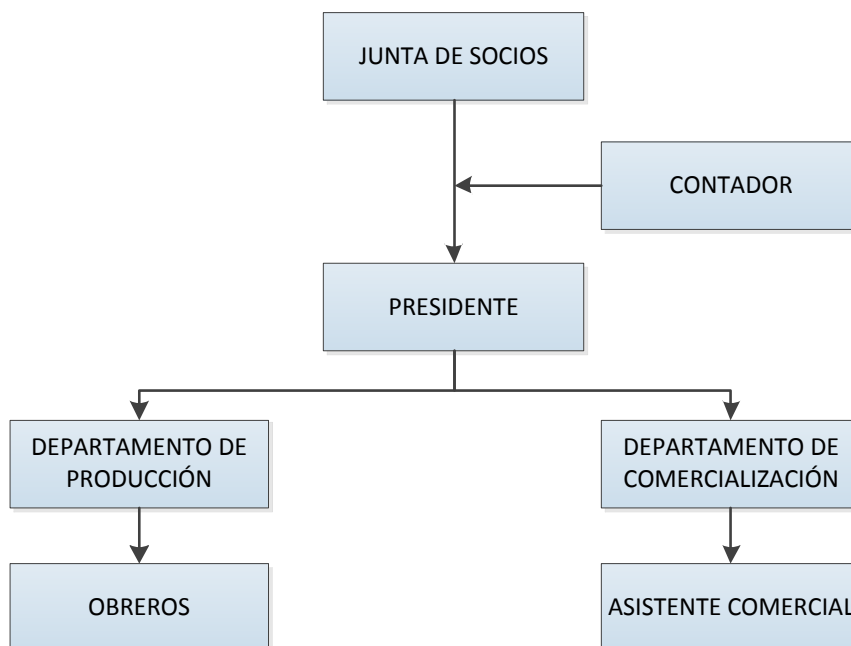 JUNTA DE SOCIOS
CONTADOR
PRESIDENTE
DEPARTAMENTO DE
PRODUCCIÓN
DEPARTAMENTO DE
COMERCIALIZACIÓN
OBREROS
ASISTENTE COMERCIAL